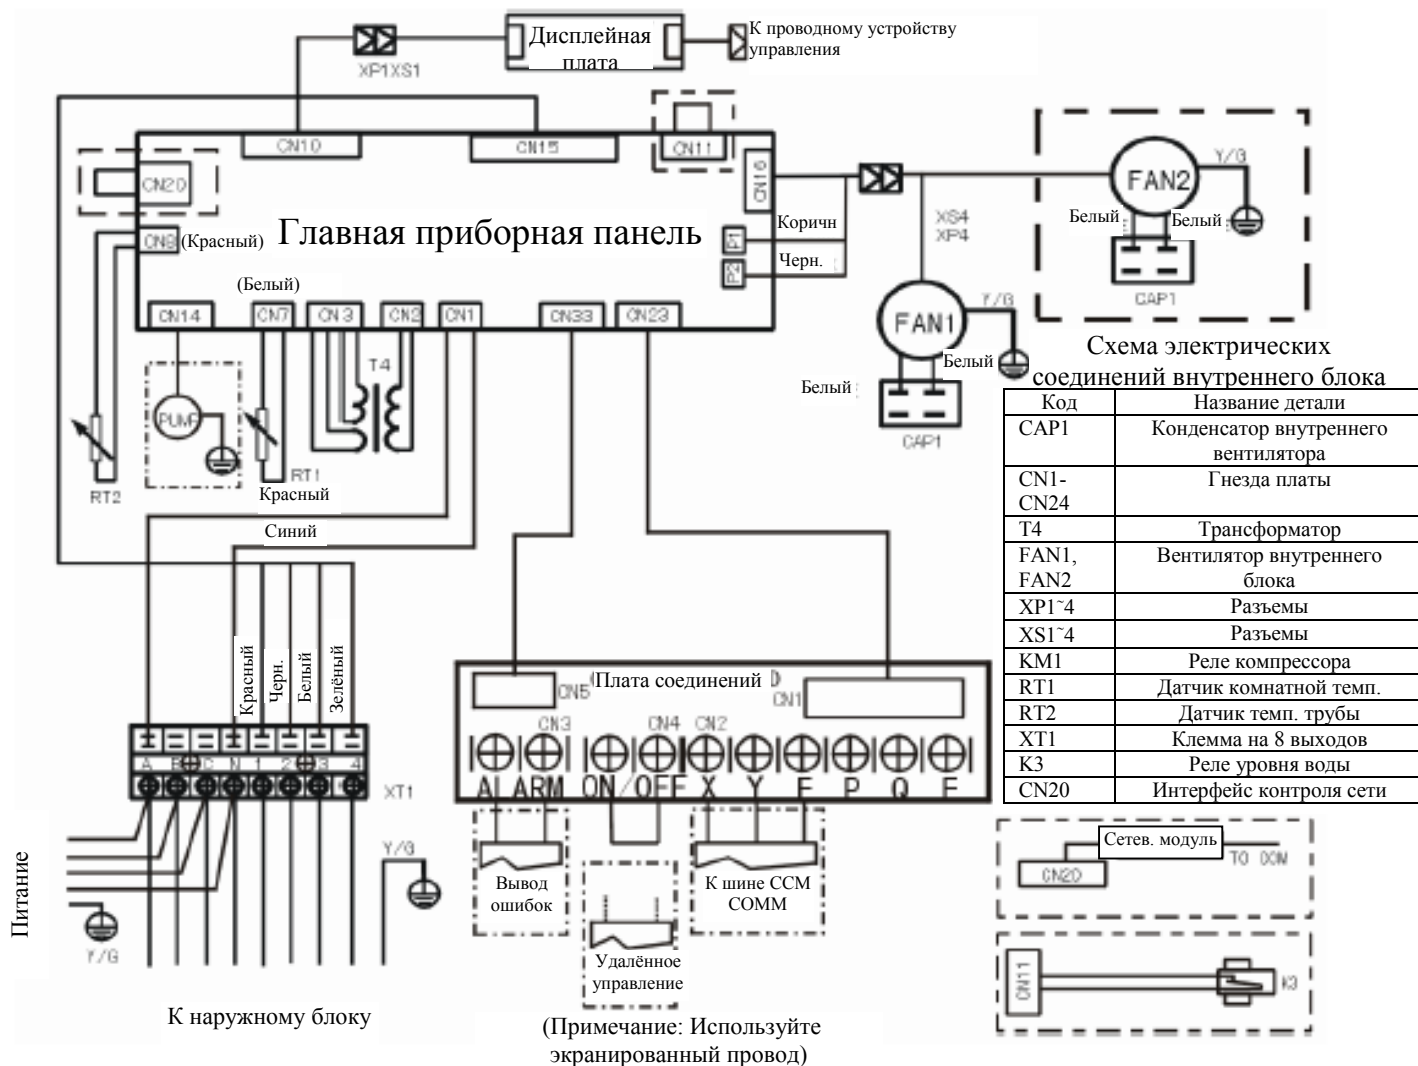 К проводному устройству
управления
Дисплейная
плата
XP1XS1
CN10
CN15
CN11
CN16
CN20
CN8
(Красный)
Главная приборная панель
P1
P2
Коричн
Черн.
XS4
XP4
FAN2
Y/G
Белый
Белый
CAP1
(Белый)
CN14
CN7
CN3
CN2
CN1
CN33
CN23
T4
PUMP
RT2
RT1
FAN1
Y/G
Белый
Белый
CAP1
Красный
Синий
Схема электрических
соединений внутреннего блока
Код Название детали
CAP1 Конденсатор внутреннего
вентилятора
CN1- Гнезда платы
CN24
T4 Трансформатор
FAN1, Вентилятор внутреннего
FAN2 блока
XP1~4 Разъемы
XS1~4 Разъемы
KM1 Реле компрессора
RT1 Датчик комнатной темп.
RT2 Датчик темп. трубы
XT1 Клемма на 8 выходов
K3 Реле уровня воды
CN20 Интерфейс контроля сети
Красный
Черн.
Белый
Зелёный
A B C N 1 2 3 4
XT1
Питание
Y/G
Y/G
К наружному блоку
Плата соединений
CN5
CN1
CN3
CN4
CN2
ALARM ON/OFF X Y E P Q E
Вывод
ошибок
Удалённое
управление
К шине CCM
COMM
(Примечание: Используйте
экранированный провод)
Сетев. модуль
TO COM
CN20
CN11
K3